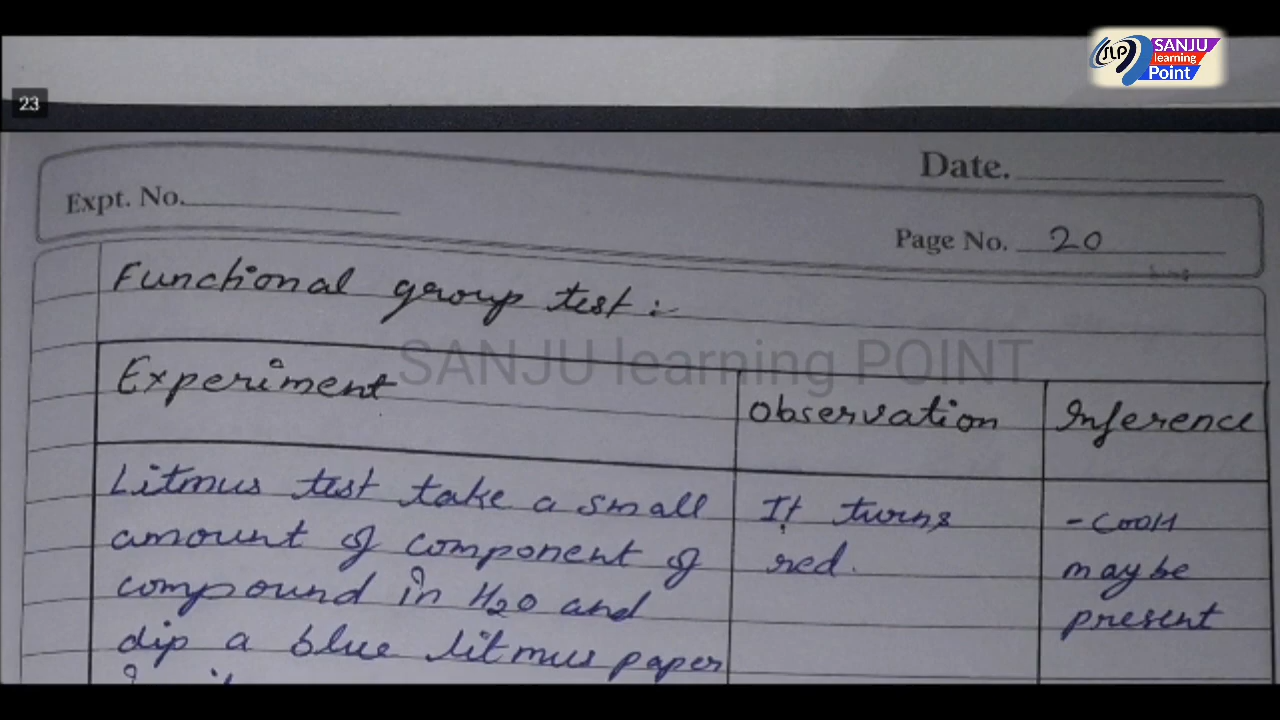 SLP SANJU
learning
Point
23
Date.
Expt. No.
Page No. 20
Functional group test :-
SANJU learning POINT
Experiment
Observation
Inference
Litmus test take a small
amount of component of
compound in H2O and
dip a blue litmus paper
It turns
red.
-COOH
maybe
present